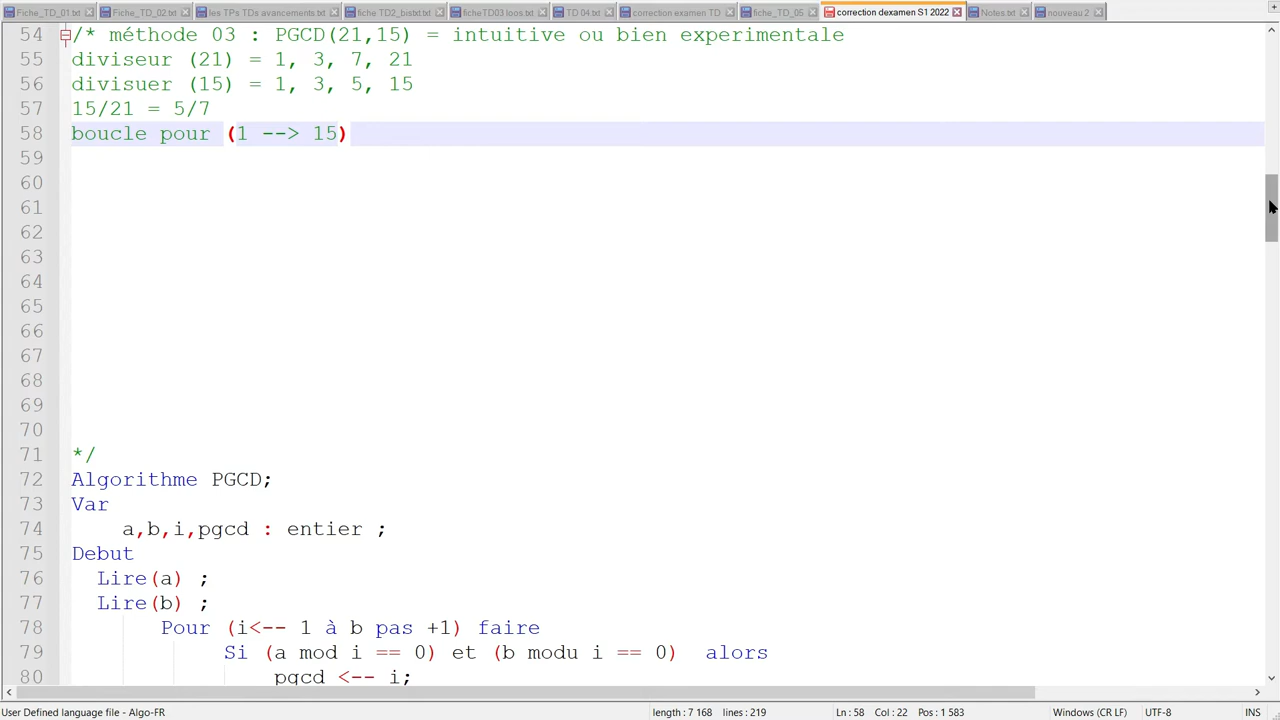 Fiche_TD_01.txt Fiche_TD_02.txt les TPs TDs avancements.txt fiche TD2_bistxt.txt ficheTD03 loos.txt TD 04.txt correction examen TD fiche_TD_05 correction dexamen S1 2022 Notes.txt nouveau 2
54 /* méthode 03 : PGCD(21,15) = intuitive ou bien experimentale
55 diviseur (21) = 1, 3, 7, 21
56 divisuer (15) = 1, 3, 5, 15
57 15/21 = 5/7
58 boucle pour (1 --> 15)
59
60
61
62
63
64
65
66
67
68
69
70
71 */
72 Algorithme PGCD;
73 Var
74 a,b,i,pgcd : entier ;
75 Debut
76 Lire(a) ;
77 Lire(b) ;
78 Pour (i<-- 1 à b pas +1) faire
79 Si (a mod i == 0) et (b modu i == 0) alors
80 pgcd <-- i;
User Defined language file - Algo-FR length : 7 168 lines : 219 Ln : 58 Col : 22 Pos : 1 583 Windows (CR LF) UTF-8 INS